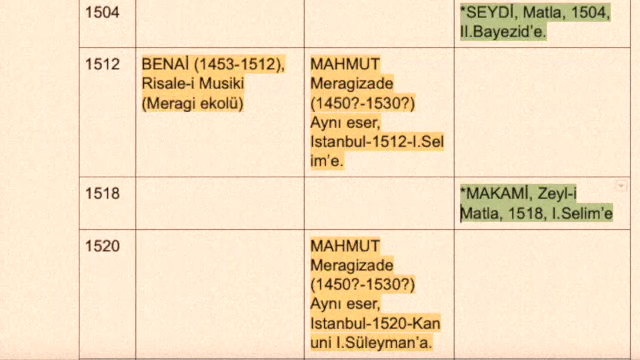 1504
*SEYDİ, Matla, 1504,
II.Bayezid'e.
1512
BENAİ (1453-1512),
Risale-i Musiki
(Meragi ekolü)
MAHMUT
Meragizade
(1450?-1530?)
Aynı eser,
Istanbul-1512-I.Sel
im'e.
1518
*MAKAMİ, Zeyl-i
Matla, 1518, I.Selim'e
1520
MAHMUT
Meragizade
(1450?-1530?)
Aynı eser,
Istanbul-1520-Kan
uni I.Süleyman'a.